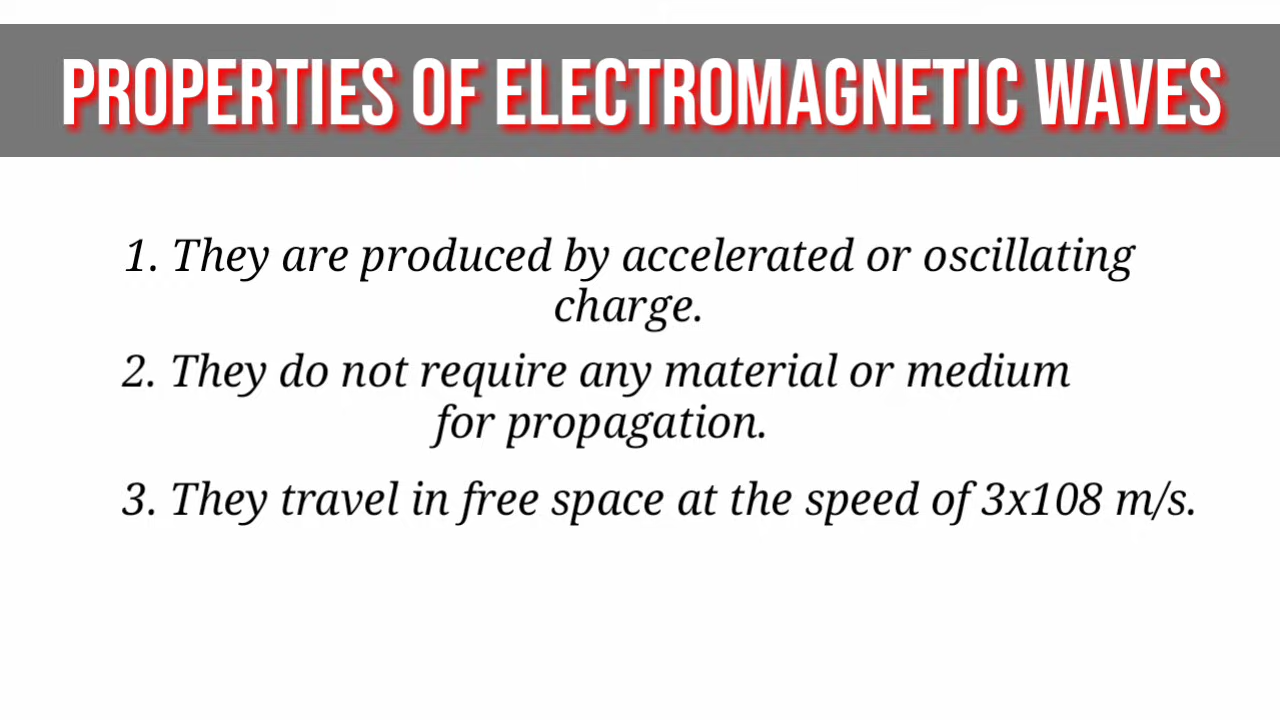 PROPERTIES OF ELECTROMAGNETIC WAVES
1. They are produced by accelerated or oscillating
charge.
2. They do not require any material or medium
for propagation.
3. They travel in free space at the speed of 3x108 m/s.